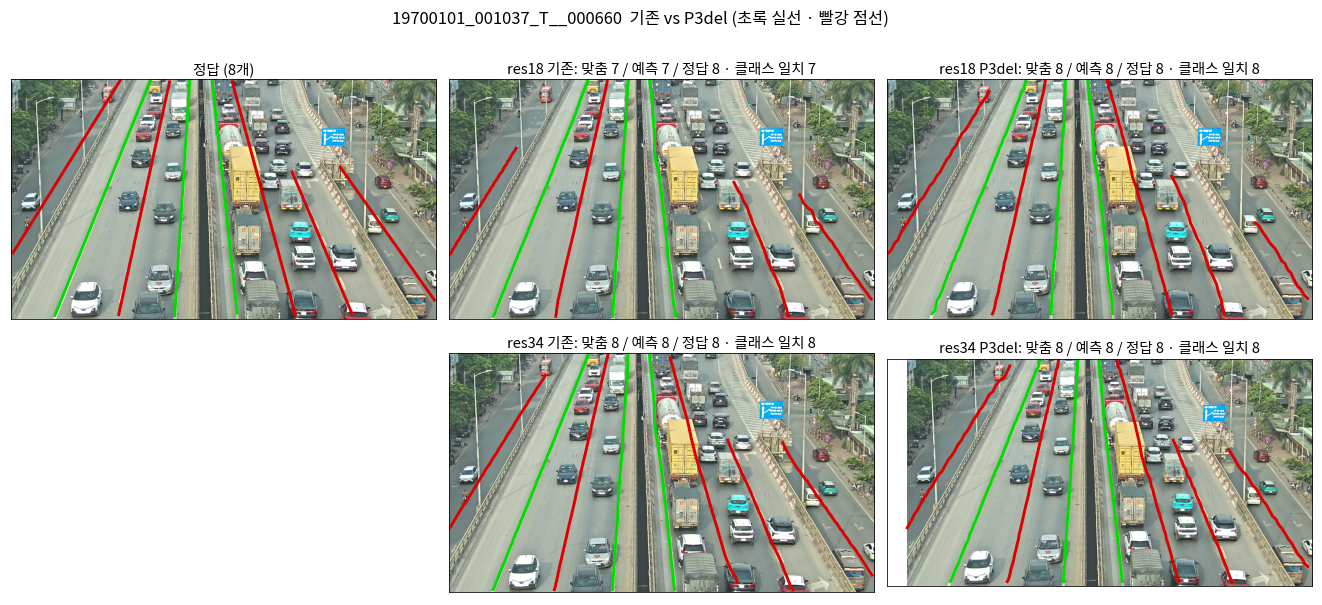 19700101_001037_T__000660  기존 vs P3del (초록 실선 · 빨강 점선)
정답 (8개)
res18 기존: 맞춤 7 / 예측 7 / 정답 8 · 클래스 일치 7
res18 P3del: 맞춤 8 / 예측 8 / 정답 8 · 클래스 일치 8
res34 기존: 맞춤 8 / 예측 8 / 정답 8 · 클래스 일치 8
res34 P3del: 맞춤 8 / 예측 8 / 정답 8 · 클래스 일치 8